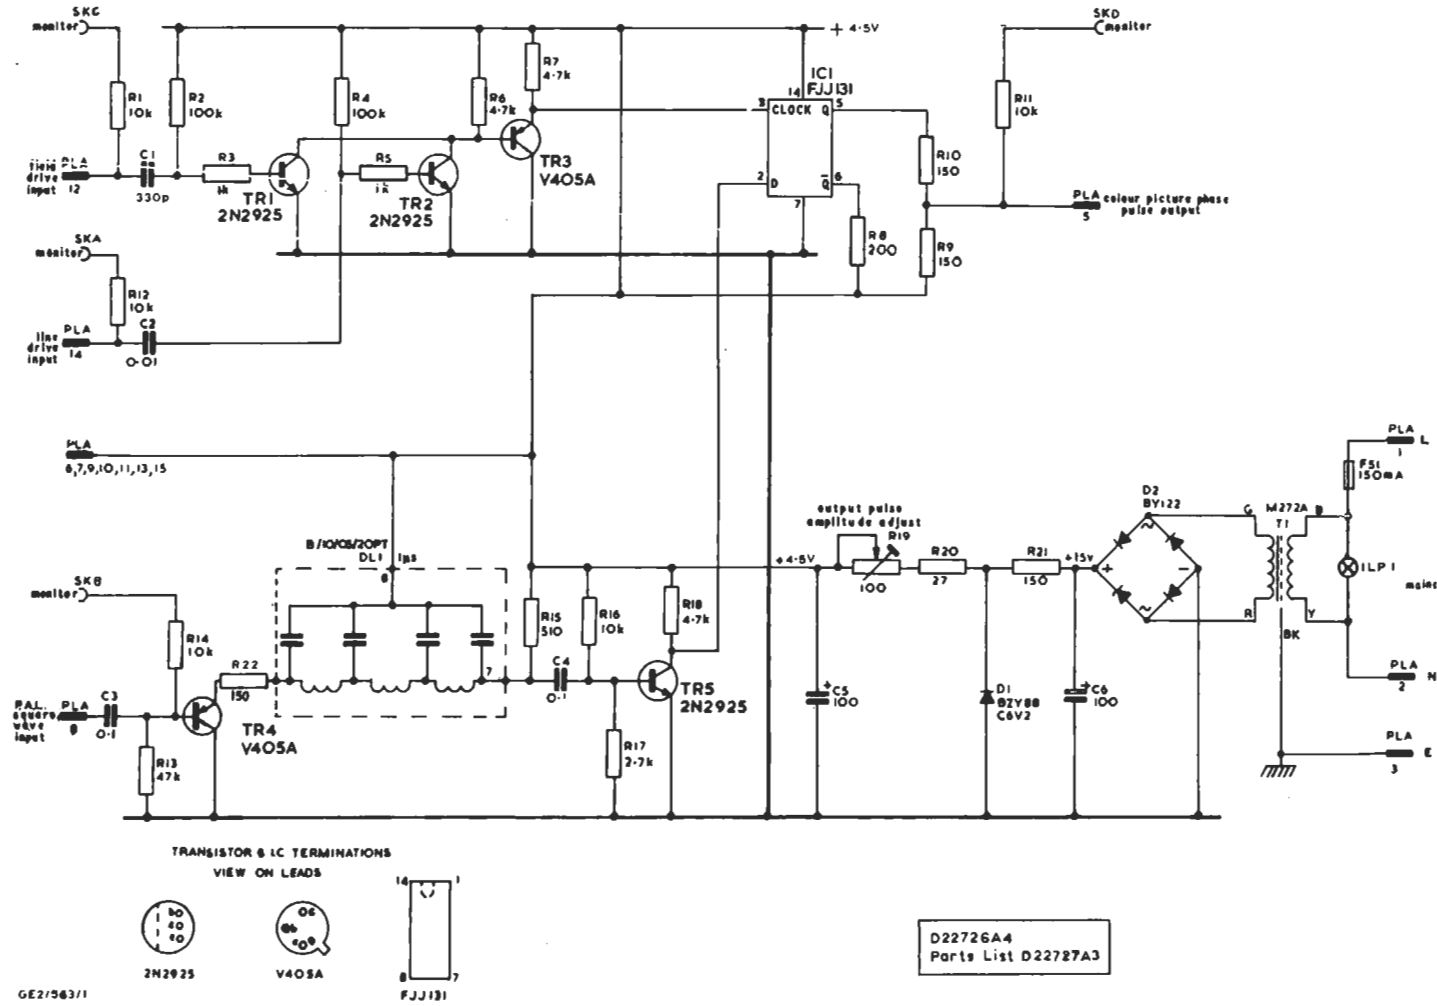 SKC
monitor
SKD
monitor
+ 4·5V
R1
10k
R2
100k
R4
100k
R6
4·7k
R7
4·7k
IC1
FJJ131
14
3 CLOCK Q 5
2 D Q̅ 6
7
R11
10k
R10
150
R3
1k
R5
1k
TR1
2N2925
TR2
2N2925
TR3
V405A
field
drive
input
PLA
12
C1
330p
PLA
5
colour picture phase
pulse output
R8
200
R9
150
SKA
monitor
R12
10k
line
drive
input
PLA
14
C2
0·01
PLA
6,7,9,10,11,13,15
B/10/05/20PT
DL1 1µs
8
7
SKB
monitor
R14
10k
R22
150
P.A.L.
square
wave
input
PLA
8
C3
0·1
R13
47k
TR4
V405A
R15
510
R16
10k
C4
0·1
R18
4·7k
TR5
2N2925
R17
2·7k
+4·5V
output pulse
amplitude adjust
R19
100
R20
27
R21
150
+15v
C5
100
D1
BZY88
C6V2
C6
100
D2
BY122
G
M272A
T1
B
R
BK
Y
FS1
150mA
PLA
1
L
ILP1
mains
PLA
2
N
PLA
3
E
TRANSISTOR & I.C TERMINATIONS
VIEW ON LEADS
2N2925
V405A
14
1
8
7
FJJ131
D22726A4
Parts List D22727A3
GE2/563/1